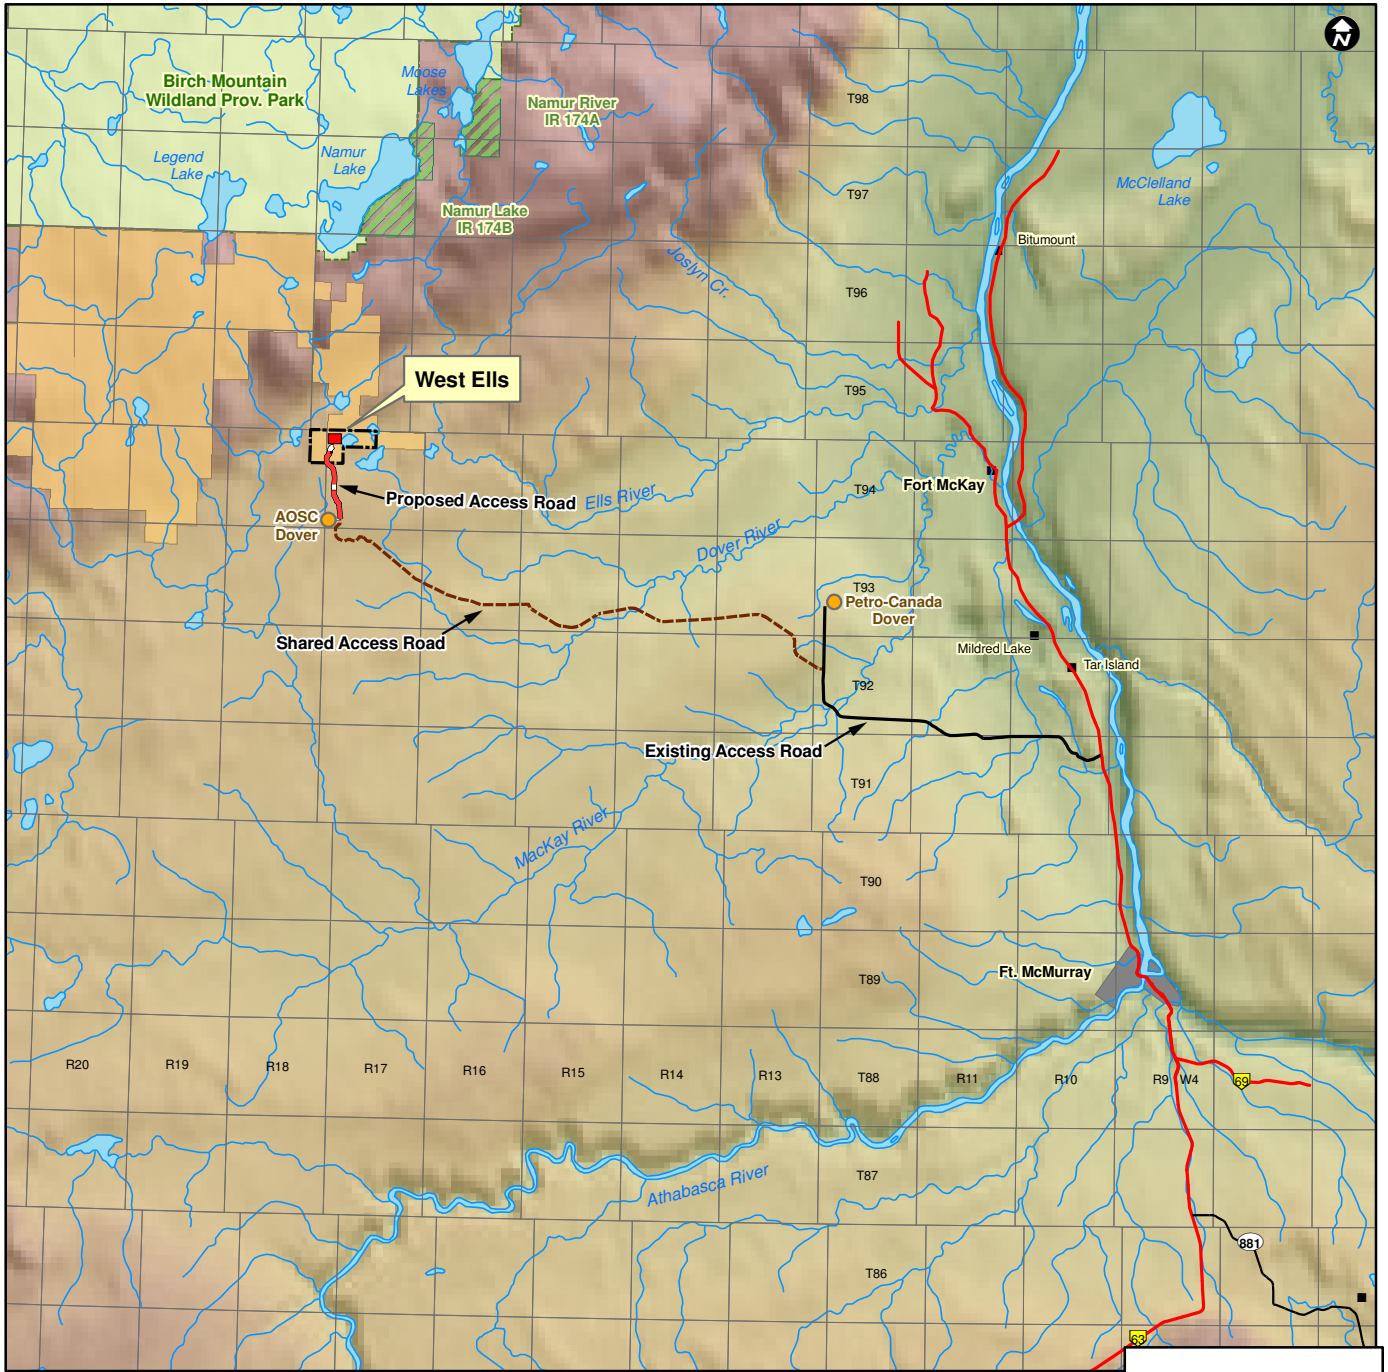 N
Birch Mountain
Wildland Prov. Park
Moose
Lakes
Namur River
IR 174A
T98
Legend
Lake
Namur
Lake
McClelland
Lake
T97
Namur Lake
IR 174B
Bitumount
Joslyn Cr.
T96
West Ells
T95
Fort McKay
T94
Proposed Access Road
Ells River
AOSC
Dover
Dover River
T93
Petro-Canada
Dover
Shared Access Road
Mildred Lake
Tar Island
T92
Existing Access Road
T91
MacKay River
T90
Ft. McMurray
T89
R20
R19
R18
R17
R16
R15
R14
R13
T88
R11
R10
R9
W4
69
Athabasca River
T87
881
T86
63